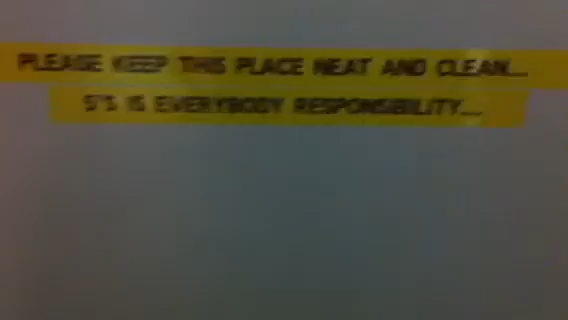 PLEASE KEEP THIS PLACE NEAT AND CLEAN...
5'S IS EVERYBODY RESPONSIBILITY....